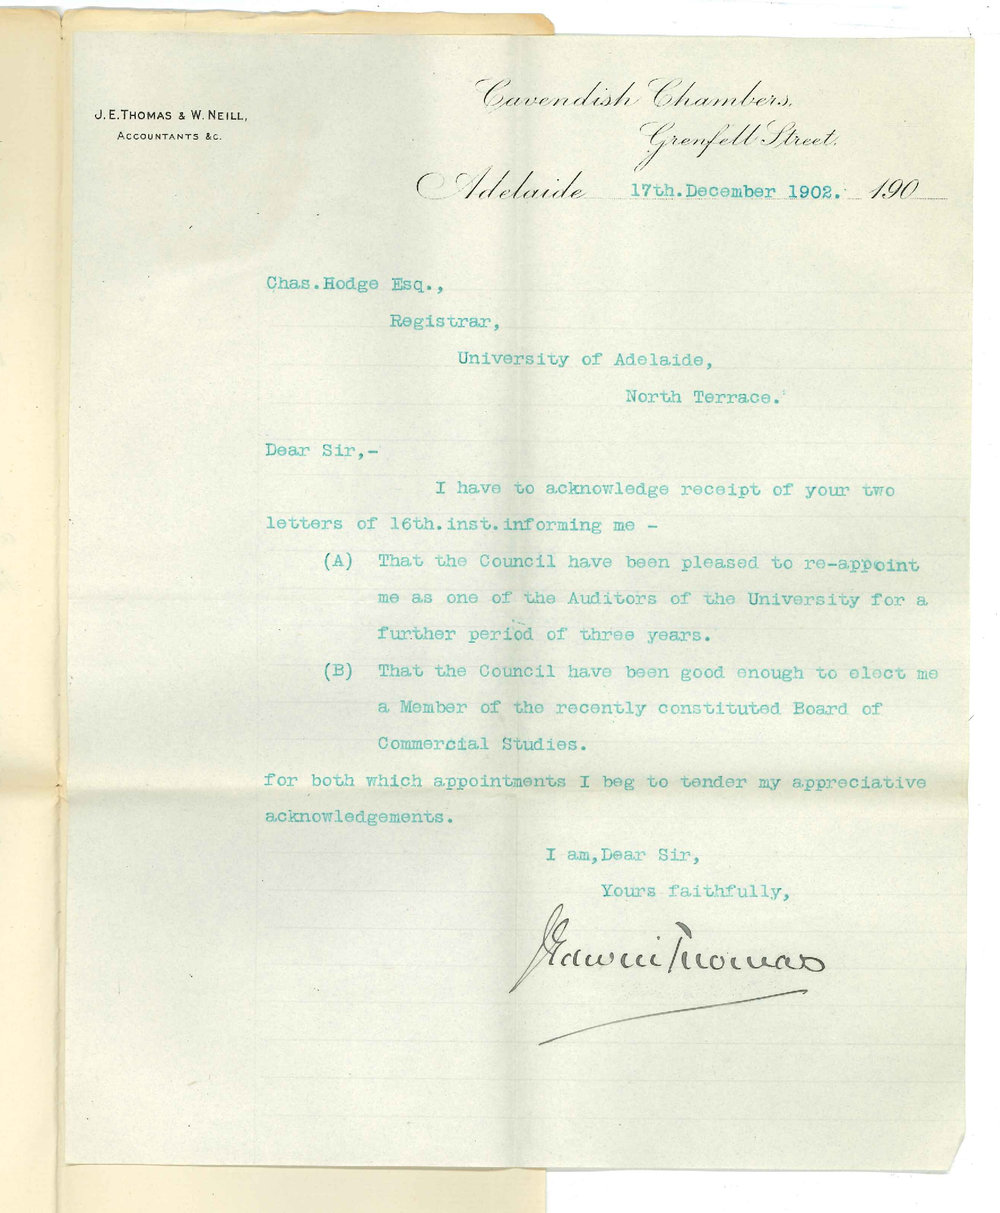 J. E. THOMAS & W. NEILL,
ACCOUNTANTS &C.
Cavendish Chambers,
Grenfell Street.
Adelaide 17th.December 1902. 190
Chas.Hodge Esq.,
Registrar,
University of Adelaide,
North Terrace.
Dear Sir,-
I have to acknowledge receipt of your two
letters of 16th.inst.informing me -
(A) That the Council have been pleased to re-appoint
me as one of the Auditors of the University for a
further period of three years.
(B) That the Council have been good enough to elect me
a Member of the recently constituted Board of
Commercial Studies.
for both which appointments I beg to tender my appreciative
acknowledgements.
I am,Dear Sir,
Yours faithfully,
J Edwin Thomas